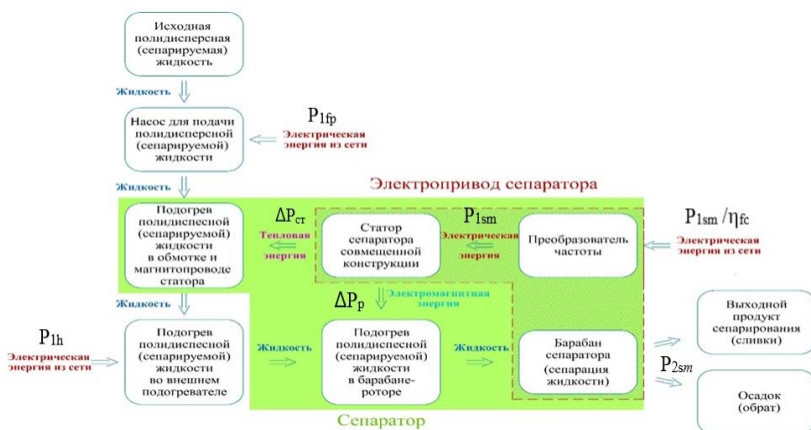 Исходная
полидисперсная
(сепарируемая)
жидкость
Жидкость
Насос для подачи
полидисперсной
(сепарируемой)
жидкости
P1fp
Электрическая
энергия из сети
Жидкость
Электропривод сепаратора
Подогрев
полидиспесной
(сепарируемой)
жидкости
в обмотке и
магнитопроводе
статора
ΔPст
Тепловая
энергия
Статор
сепаратора
совмещенной
конструкции
P1sm
Электрическая
энергия
Преобразователь
частоты
P1sm /ηfc
Электрическая
энергия из сети
Жидкость
ΔPр
Электромагнитная
энергия
P1h
Электрическая
энергия из сети
Подогрев
полидиспесной
(сепарируемой)
жидкости
во внешнем
подогревателе
Жидкость
Подогрев
полидиспесной
(сепарируемой)
жидкости
в барабане-
роторе
Жидкость
Барабан
сепаратора
(сепарация
жидкости)
P2sm
Выходной
продукт
сепарирования
(сливки)
Осадок
(обрат)
Сепаратор